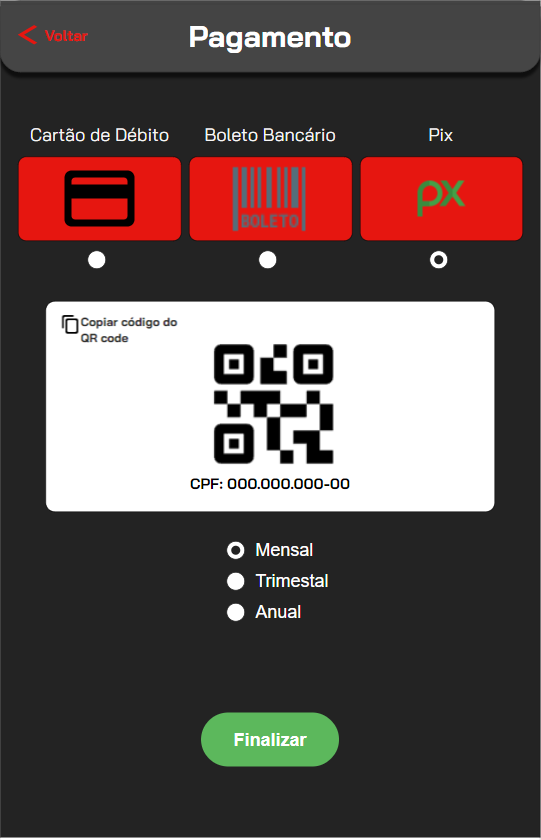 Voltar
Pagamento
Cartão de Débito
Boleto Bancário
Pix
BOLETO
px
Copiar código do
QR code
CPF: 000.000.000-00
Mensal
Trimestal
Anual
Finalizar